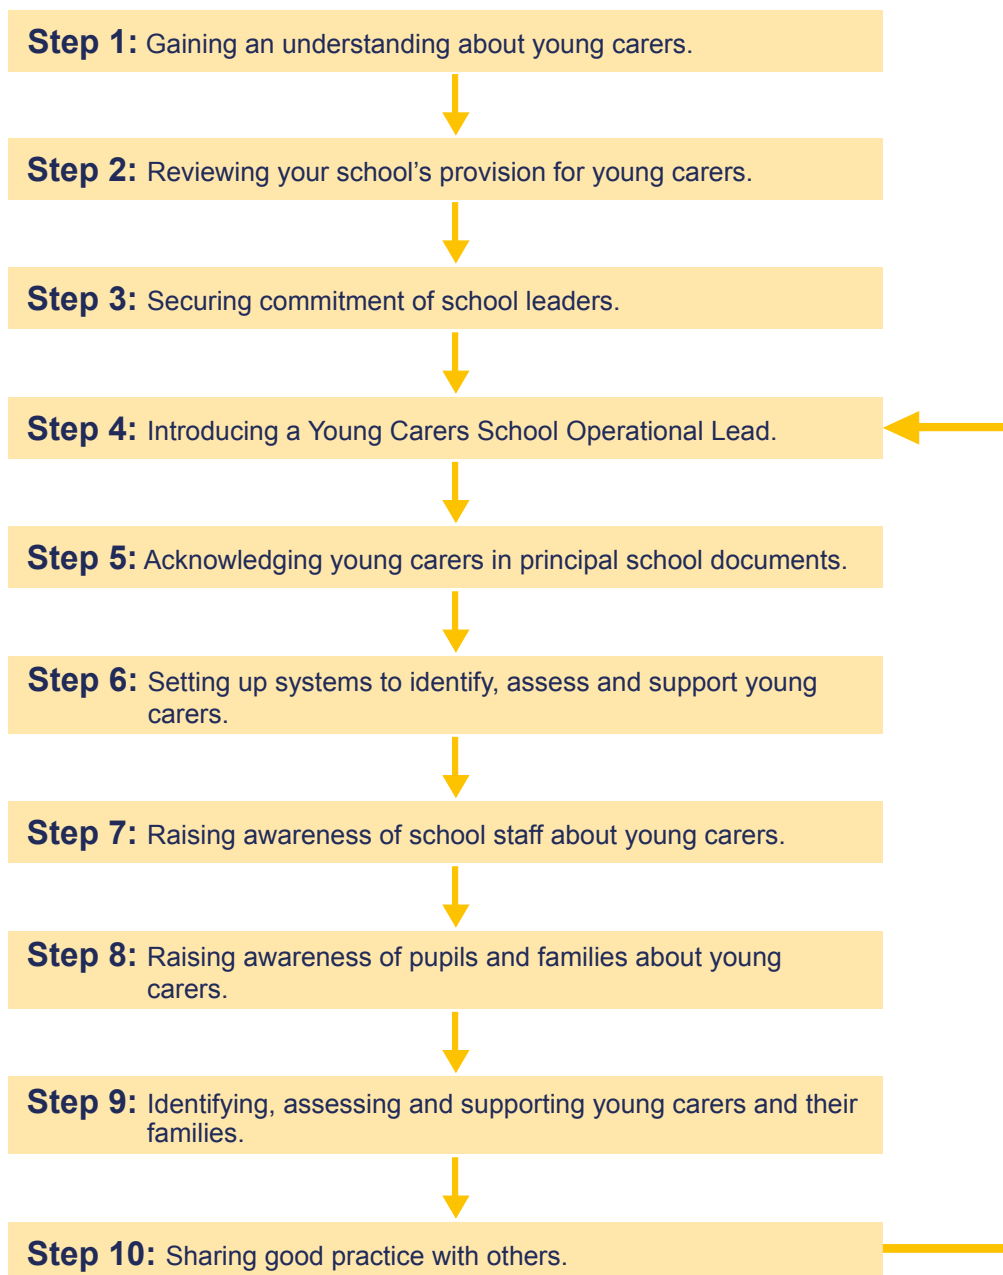 Step 1: Gaining an understanding about young carers.
Step 2: Reviewing your school’s provision for young carers.
Step 3: Securing commitment of school leaders.
Step 4: Introducing a Young Carers School Operational Lead.
Step 5: Acknowledging young carers in principal school documents.
Step 6: Setting up systems to identify, assess and support young
carers.
Step 7: Raising awareness of school staff about young carers.
Step 8: Raising awareness of pupils and families about young
carers.
Step 9: Identifying, assessing and supporting young carers and their
families.
Step 10: Sharing good practice with others.